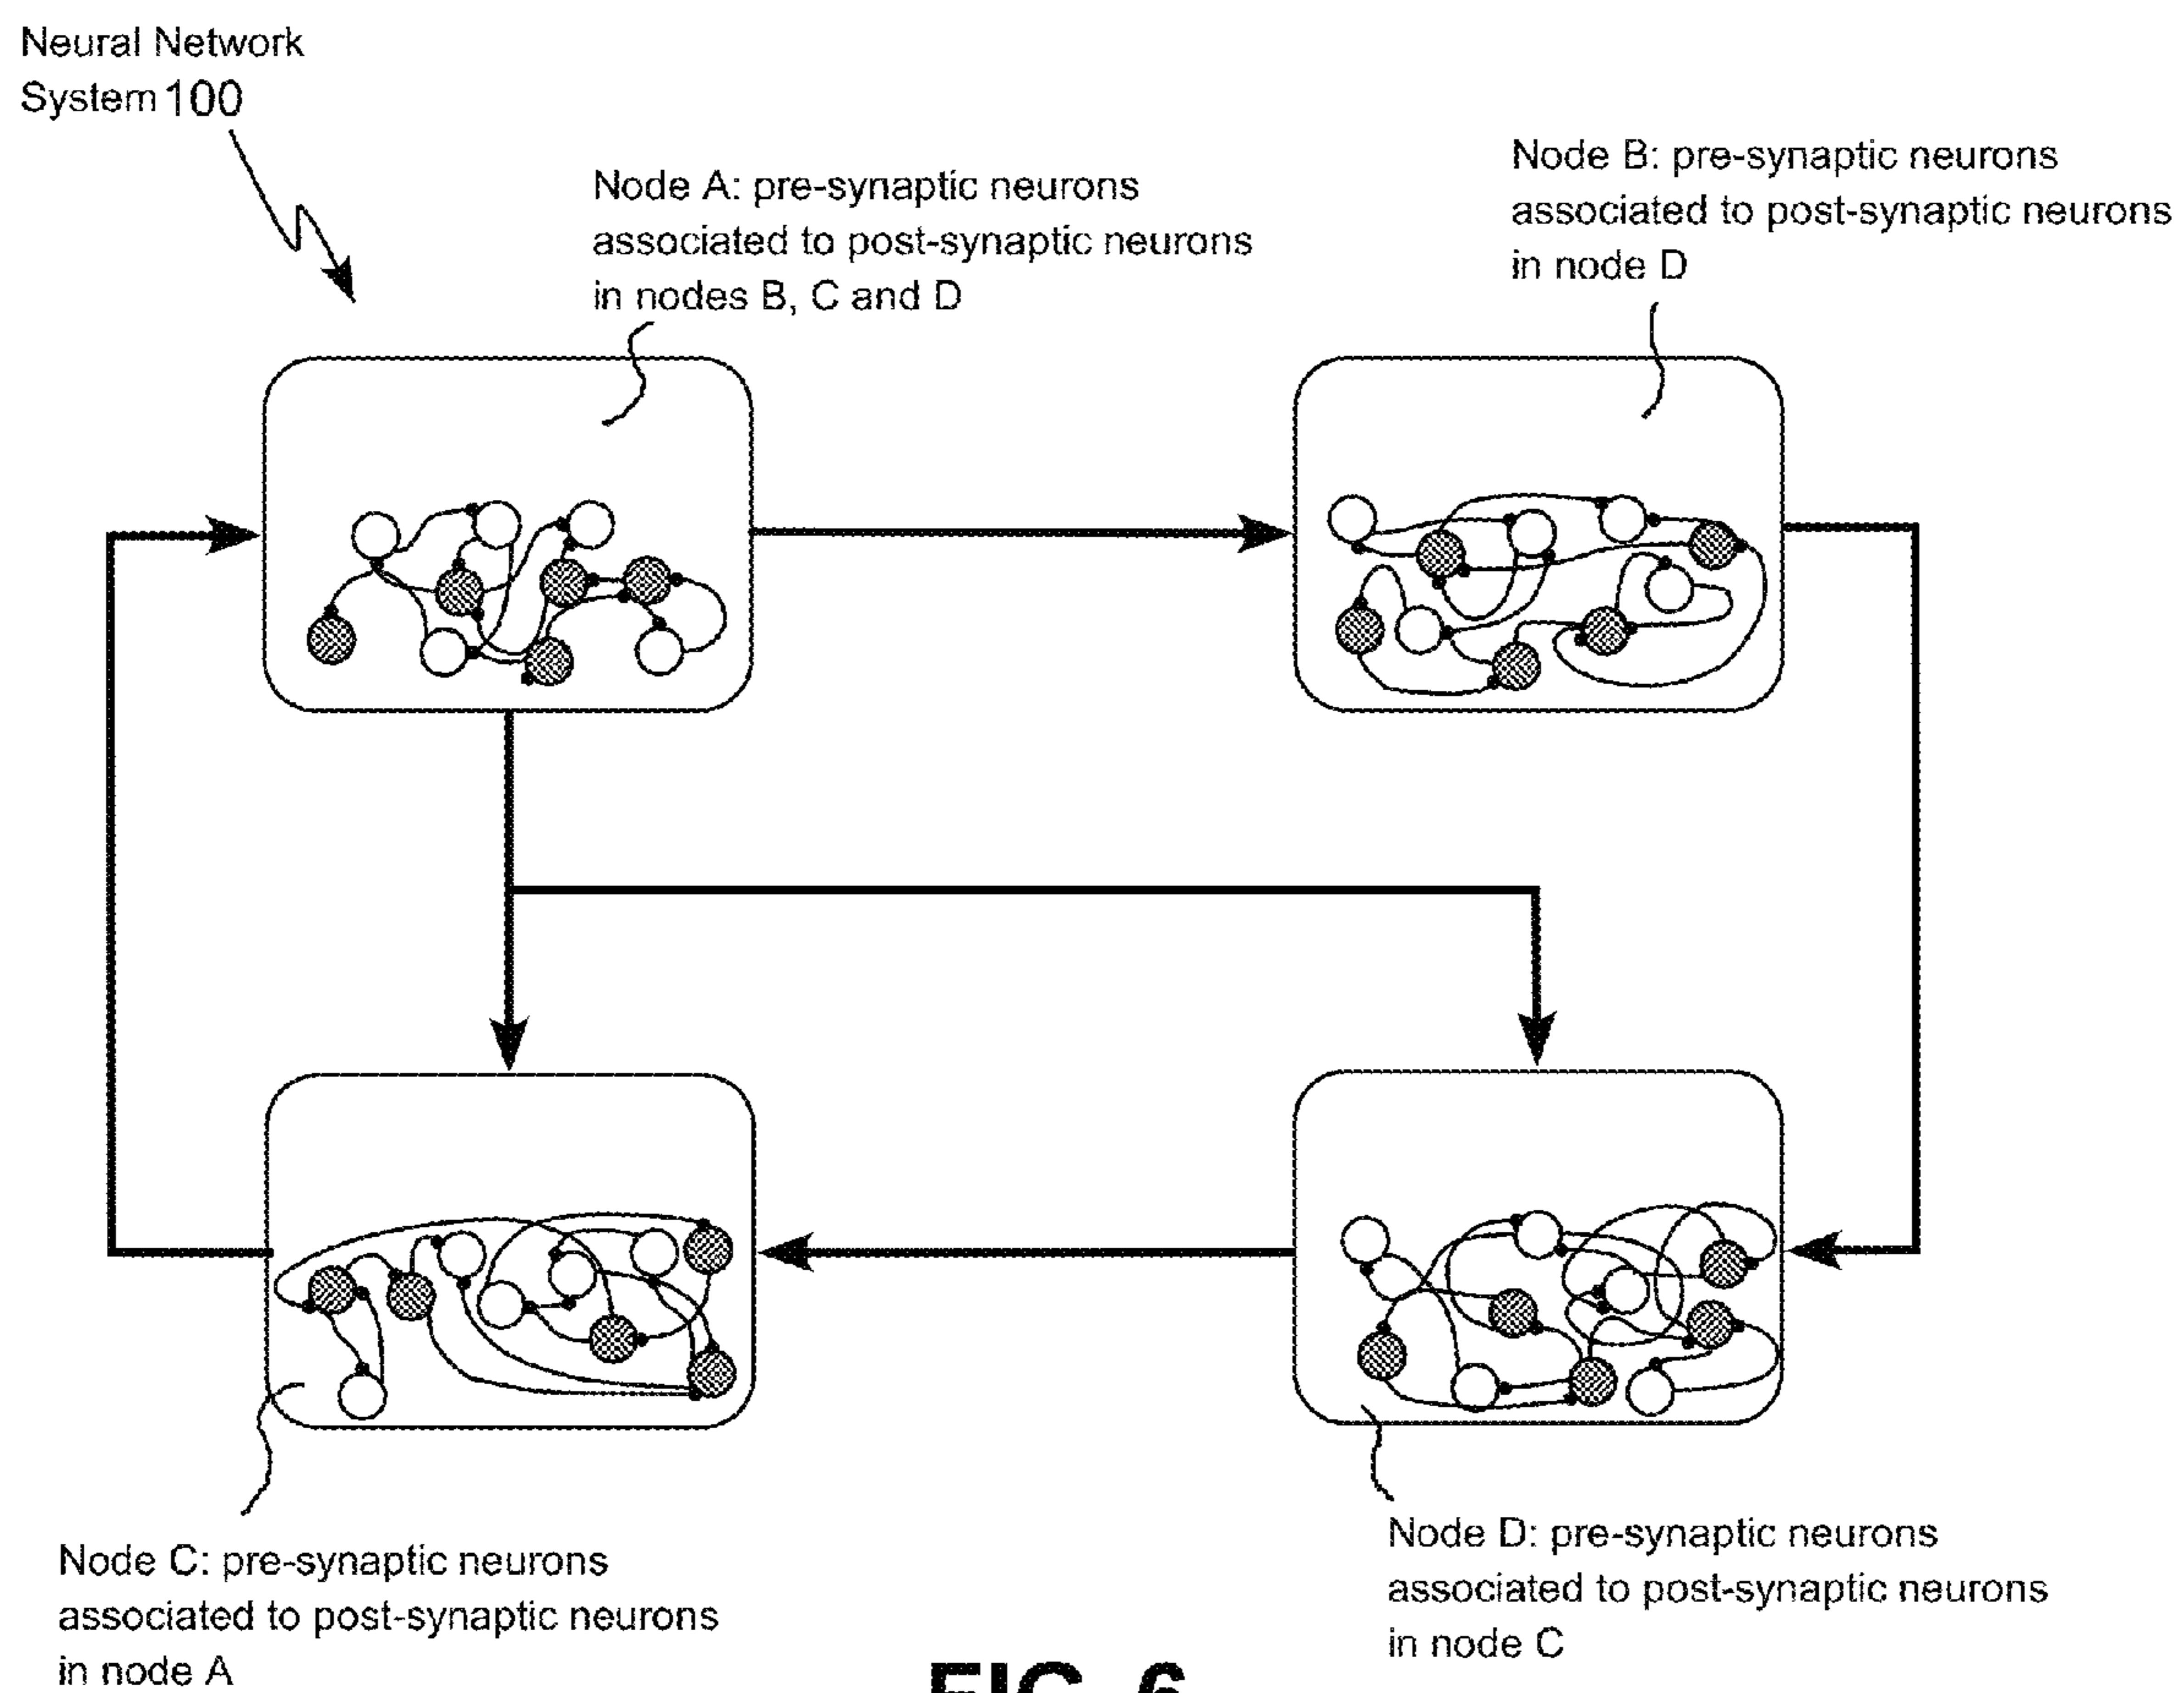 Neural Network
System 100
Node A: pre-synaptic neurons
associated to post-synaptic neurons
in nodes B, C and D
Node B: pre-synaptic neurons
associated to post-synaptic neurons
in node D
Node C: pre-synaptic neurons
associated to post-synaptic neurons
in node A
Node D: pre-synaptic neurons
associated to post-synaptic neurons
in node C
FIG. 6